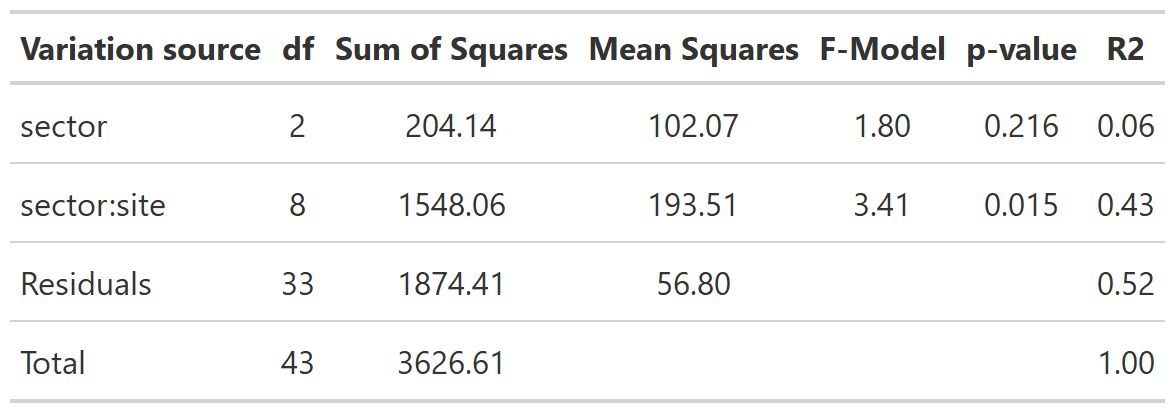 Variation source df Sum of Squares Mean Squares F-Model p-value R2
sector 2 204.14 102.07 1.80 0.216 0.06
sector:site 8 1548.06 193.51 3.41 0.015 0.43
Residuals 33 1874.41 56.80 0.52
Total 43 3626.61 1.00